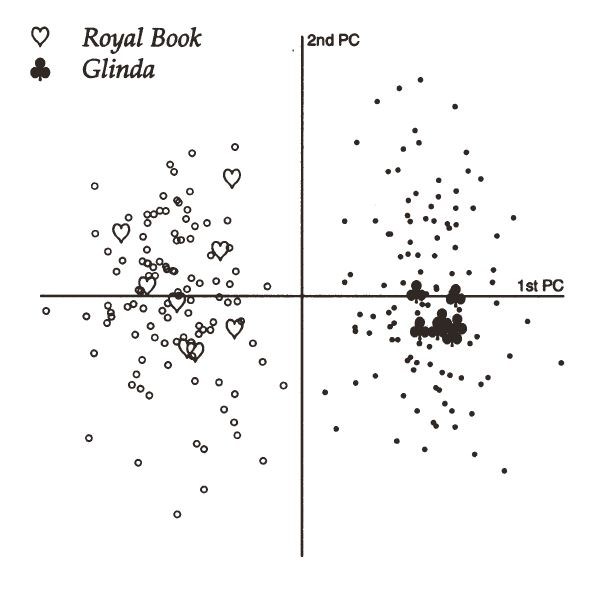 Royal Book
Glinda
2nd PC
1st PC